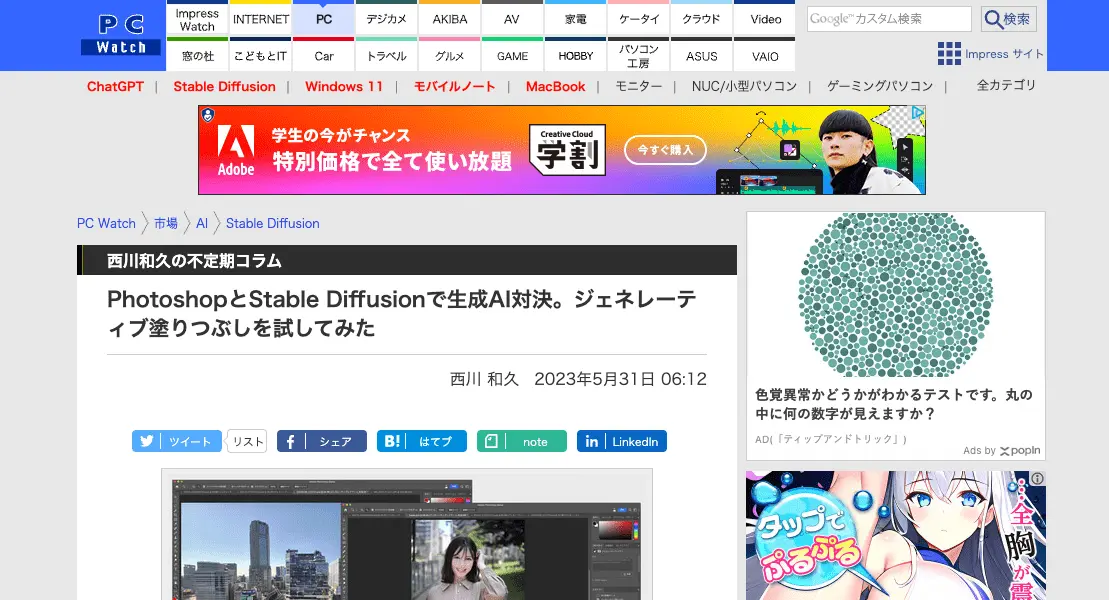 PC
Watch
Impress
Watch
INTERNET
PC
デジカメ
AKIBA
AV
家電
ケータイ
クラウド
Video
窓の杜
こどもとIT
Car
トラベル
グルメ
GAME
HOBBY
パソコン
工房
ASUS
VAIO
Google™カスタム検索
検索
Impress サイト
ChatGPT | Stable Diffusion | Windows 11 | モバイルノート | MacBook | モニター | NUC/小型パソコン | ゲーミングパソコン | 全カテゴリ
Adobe
学生の今がチャンス
特別価格で全て使い放題
Creative Cloud
学割
今すぐ購入
PC Watch 市場 AI Stable Diffusion
西川和久の不定期コラム
PhotoshopとStable Diffusionで生成AI対決。ジェネレーテ
ィブ塗りつぶしを試してみた
西川 和久 2023年5月31日 06:12
ツイート
リスト
シェア
B! はてブ
note
in LinkedIn
色覚異常かどうかがわかるテストです。丸の
中に何の数字が見えますか？
AD(「ティップアンドトリック」)
Ads by popIn
タップで
ぷるぷる
…全
胸
が
震